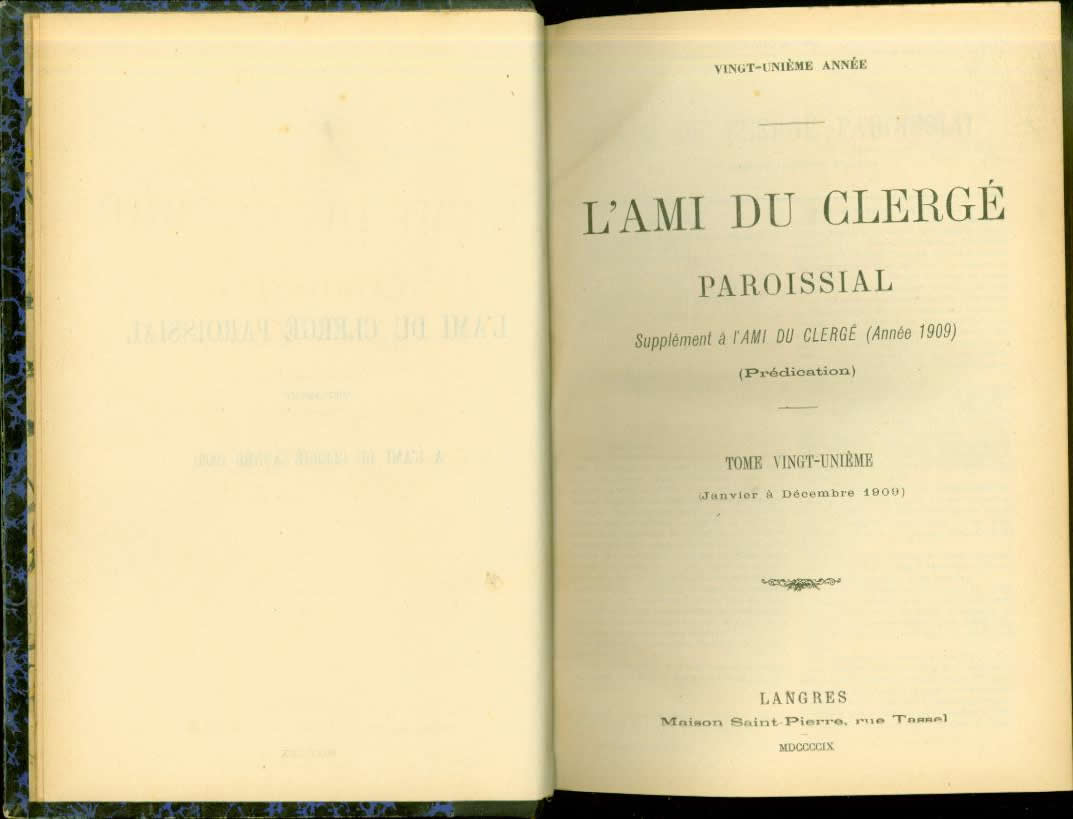 VINGT-UNIÈME ANNÉE
L'AMI DU CLERGÉ
PAROISSIAL
Supplément à l'AMI DU CLERGÉ (Année 1909)
(Prédication)
TOME VINGT-UNIÈME
(Janvier à Décembre 1909)
LANGRES
Maison Saint-Pierre, rue Tassel
MDCCCCIX